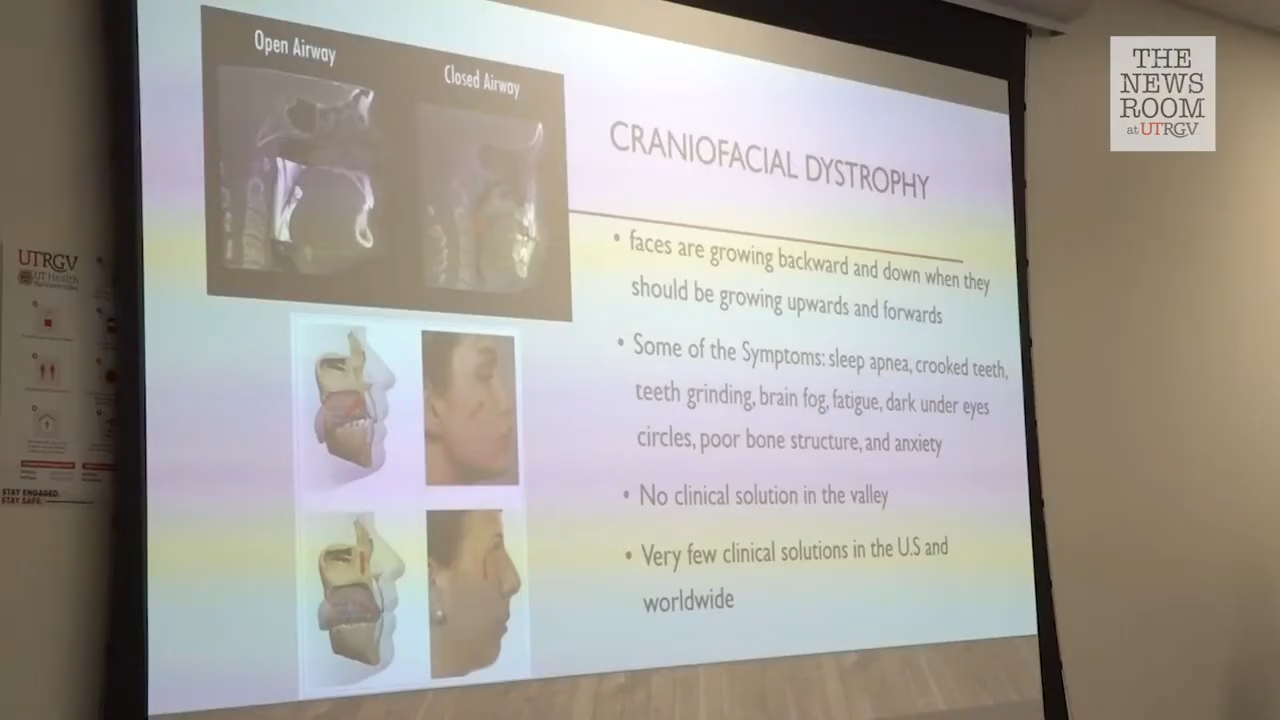 Open Airway
Closed Airway
CRANIOFACIAL DYSTROPHY
• faces are growing backward and down when they
should be growing upwards and forwards
• Some of the Symptoms: sleep apnea, crooked teeth,
teeth grinding, brain fog, fatigue, dark under eyes
circles, poor bone structure, and anxiety
• No clinical solution in the valley
• Very few clinical solutions in the U.S and
worldwide
THE
NEWS
ROOM
at UTRGV
UTRGV
UT Health
STAY ENGAGED.
STAY SAFE.